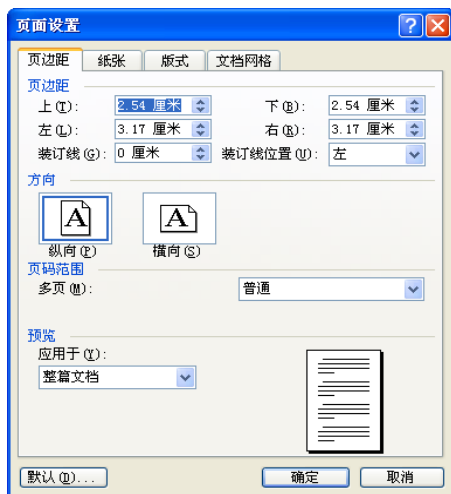 页面设置
页边距 纸张 版式 文档网格
页边距
上(T): 2.54 厘米 下(B): 2.54 厘米
左(L): 3.17 厘米 右(R): 3.17 厘米
装订线(G): 0 厘米 装订线位置(U): 左
方向
A A
纵向(P) 横向(S)
页码范围
多页(M): 普通
预览
应用于(Y):
整篇文档
默认(D)... 确定 取消